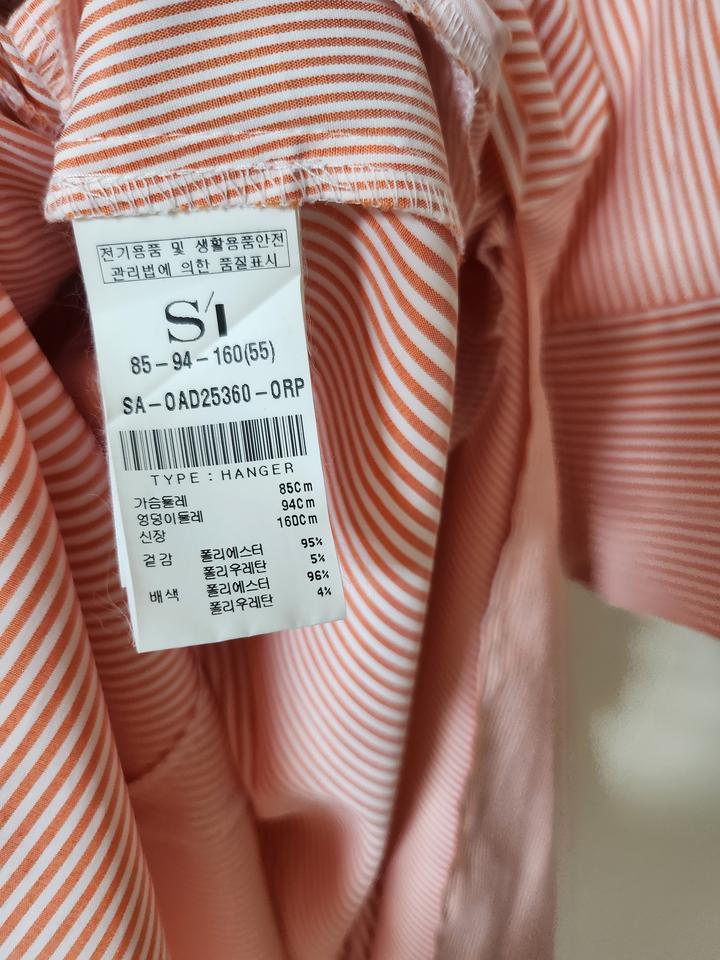 전기용품 및 생활용품안전
관리법에 의한 품질표시
S'I
85-94-160(55)
SA-OAD25360-ORP
TYPE : HANGER
가슴둘레 85Cm
엉덩이둘레 94Cm
신장 160Cm
겉감 폴리에스터 95%
폴리우레탄 5%
배색 폴리에스터 96%
폴리우레탄 4%